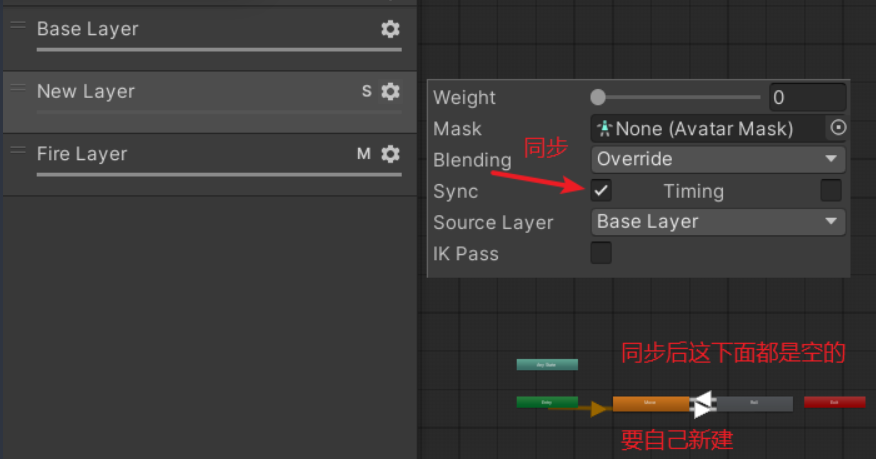 Base Layer
New Layer S
Fire Layer M
Weight 0
Mask None (Avatar Mask)
同步
Blending Override
Sync Timing
Source Layer Base Layer
IK Pass
同步后这下面都是空的
Any State
Entry Move Roll Exit
要自己新建